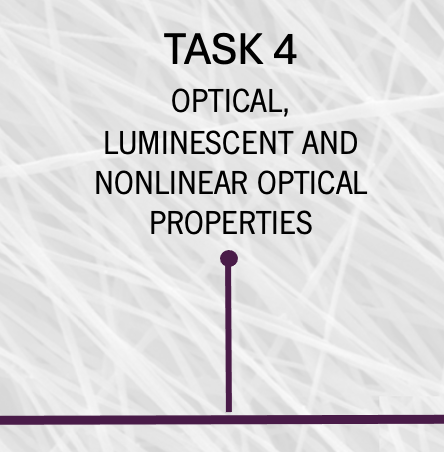 TASK 4
OPTICAL,
LUMINESCENT AND
NONLINEAR OPTICAL
PROPERTIES